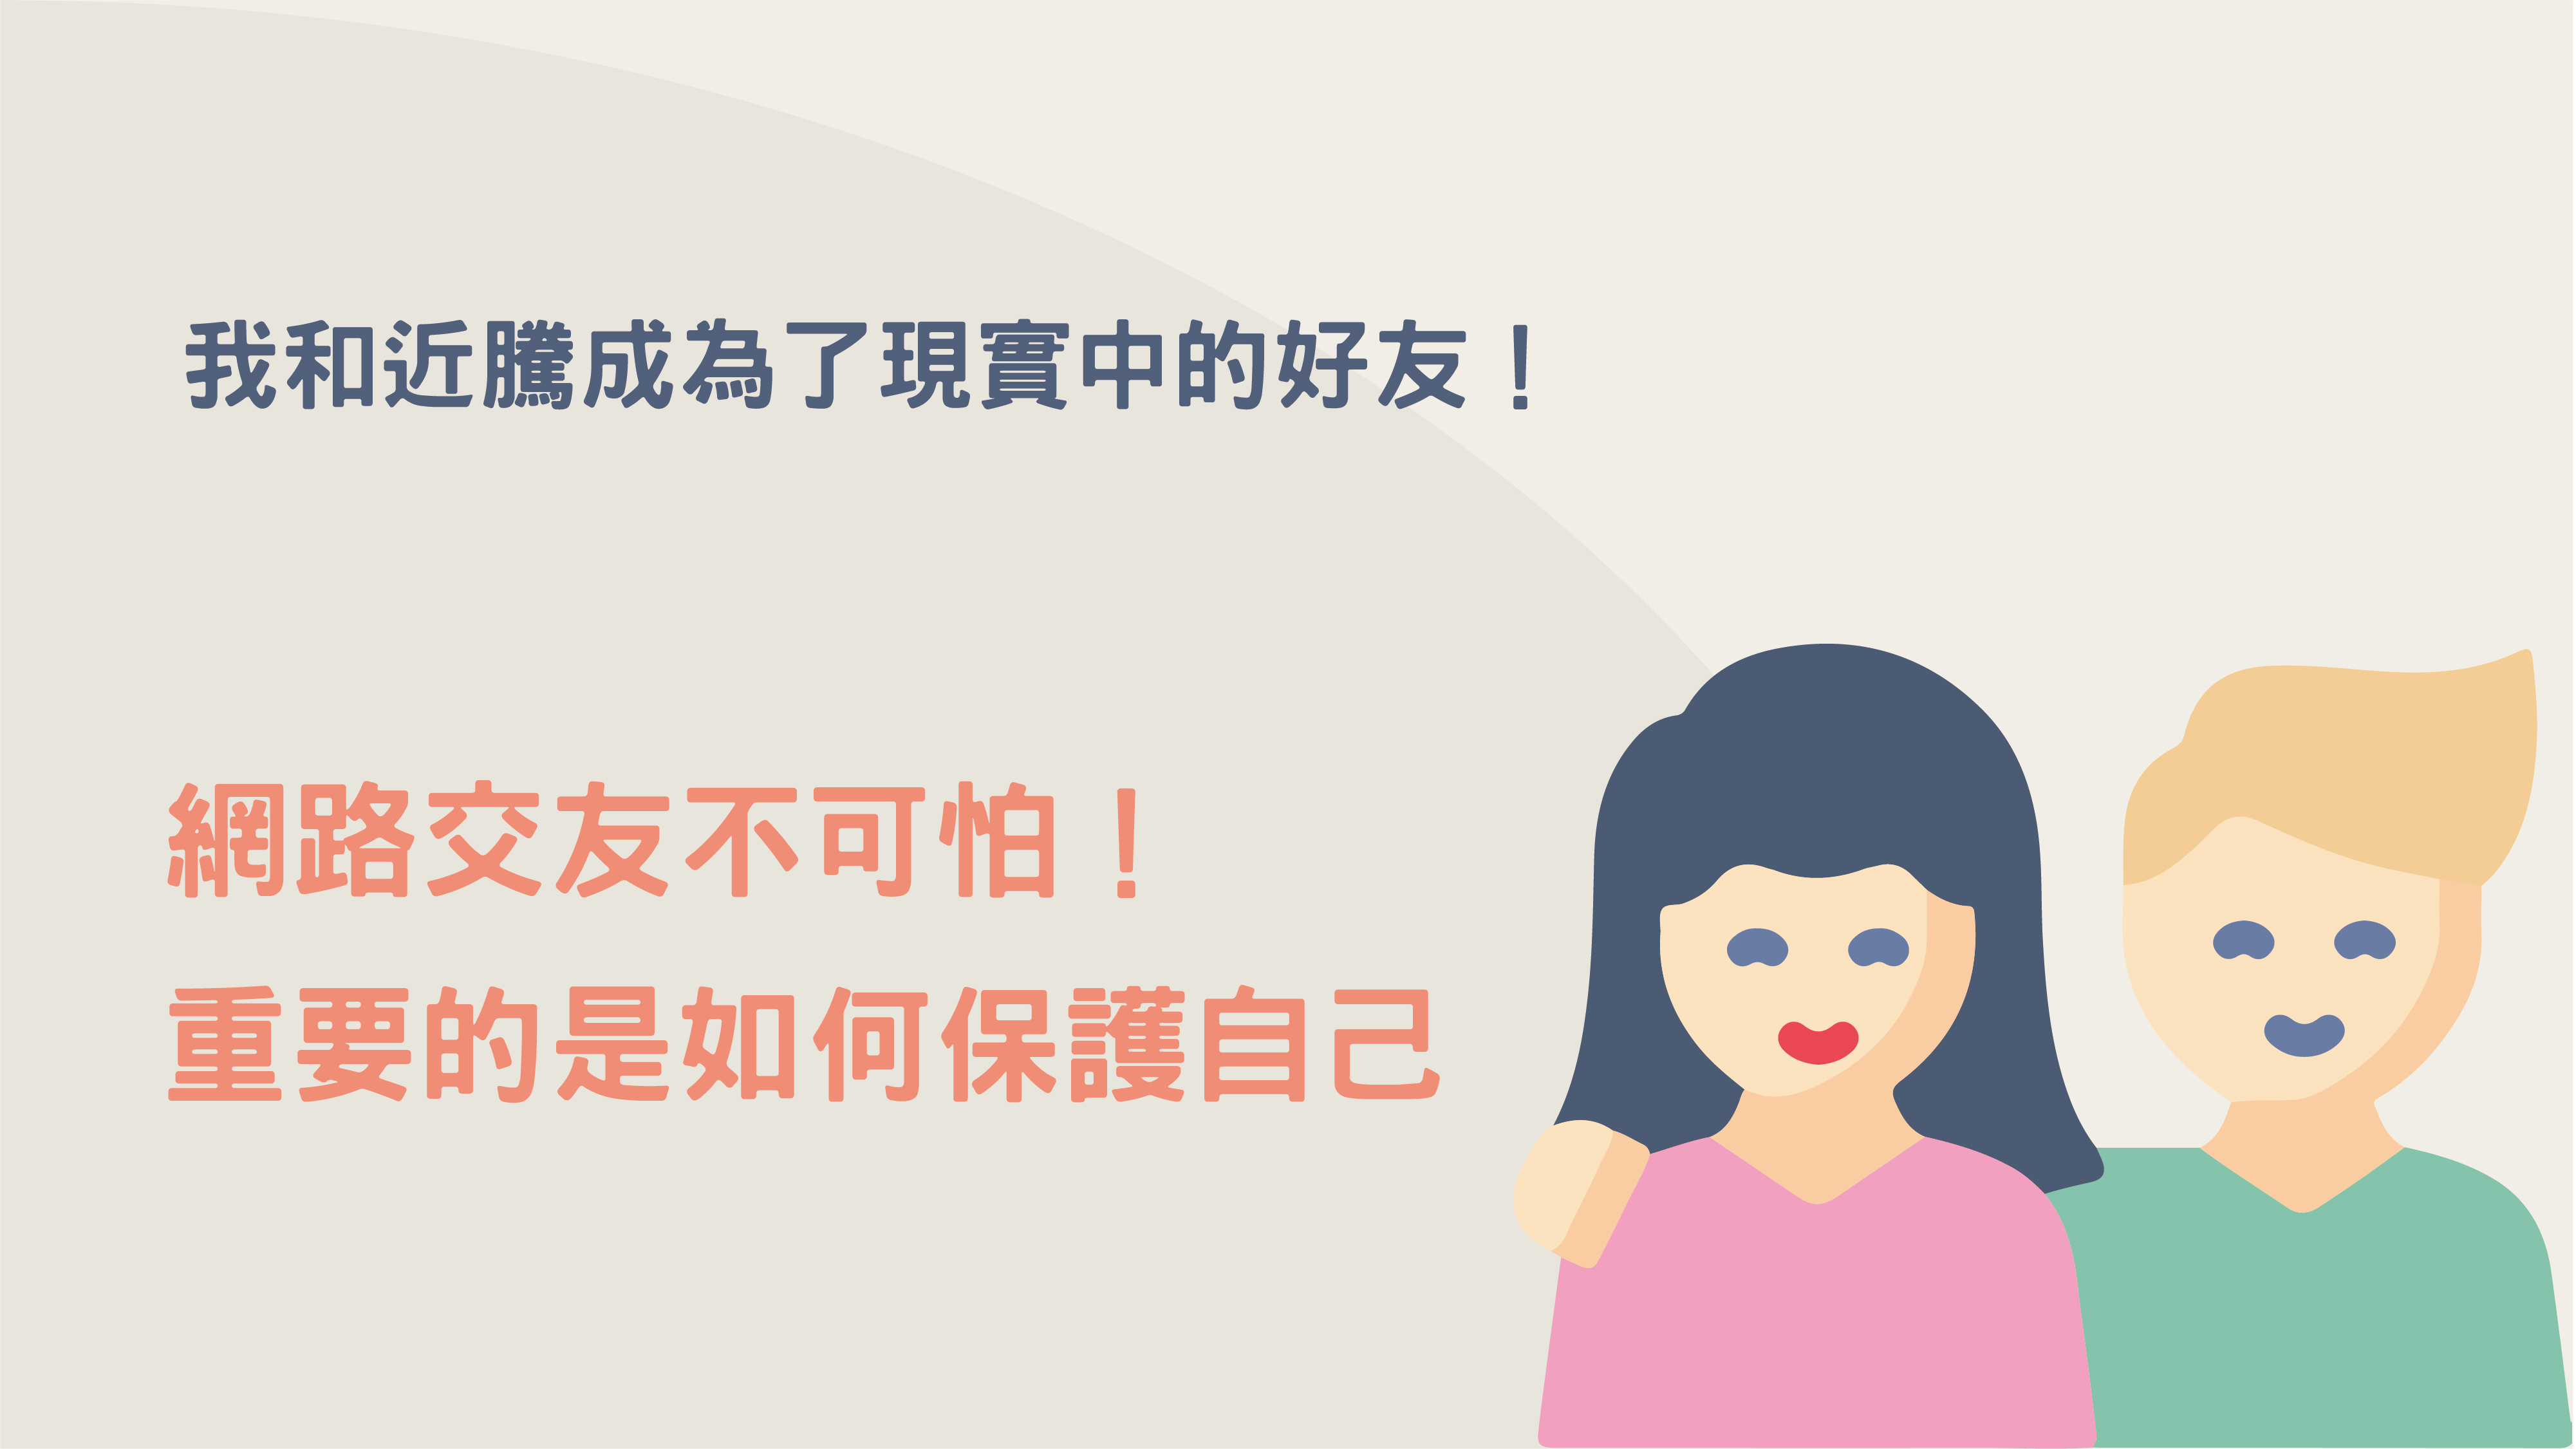 我和近騰成為了現實中的好友！
網路交友不可怕！
重要的是如何保護自己